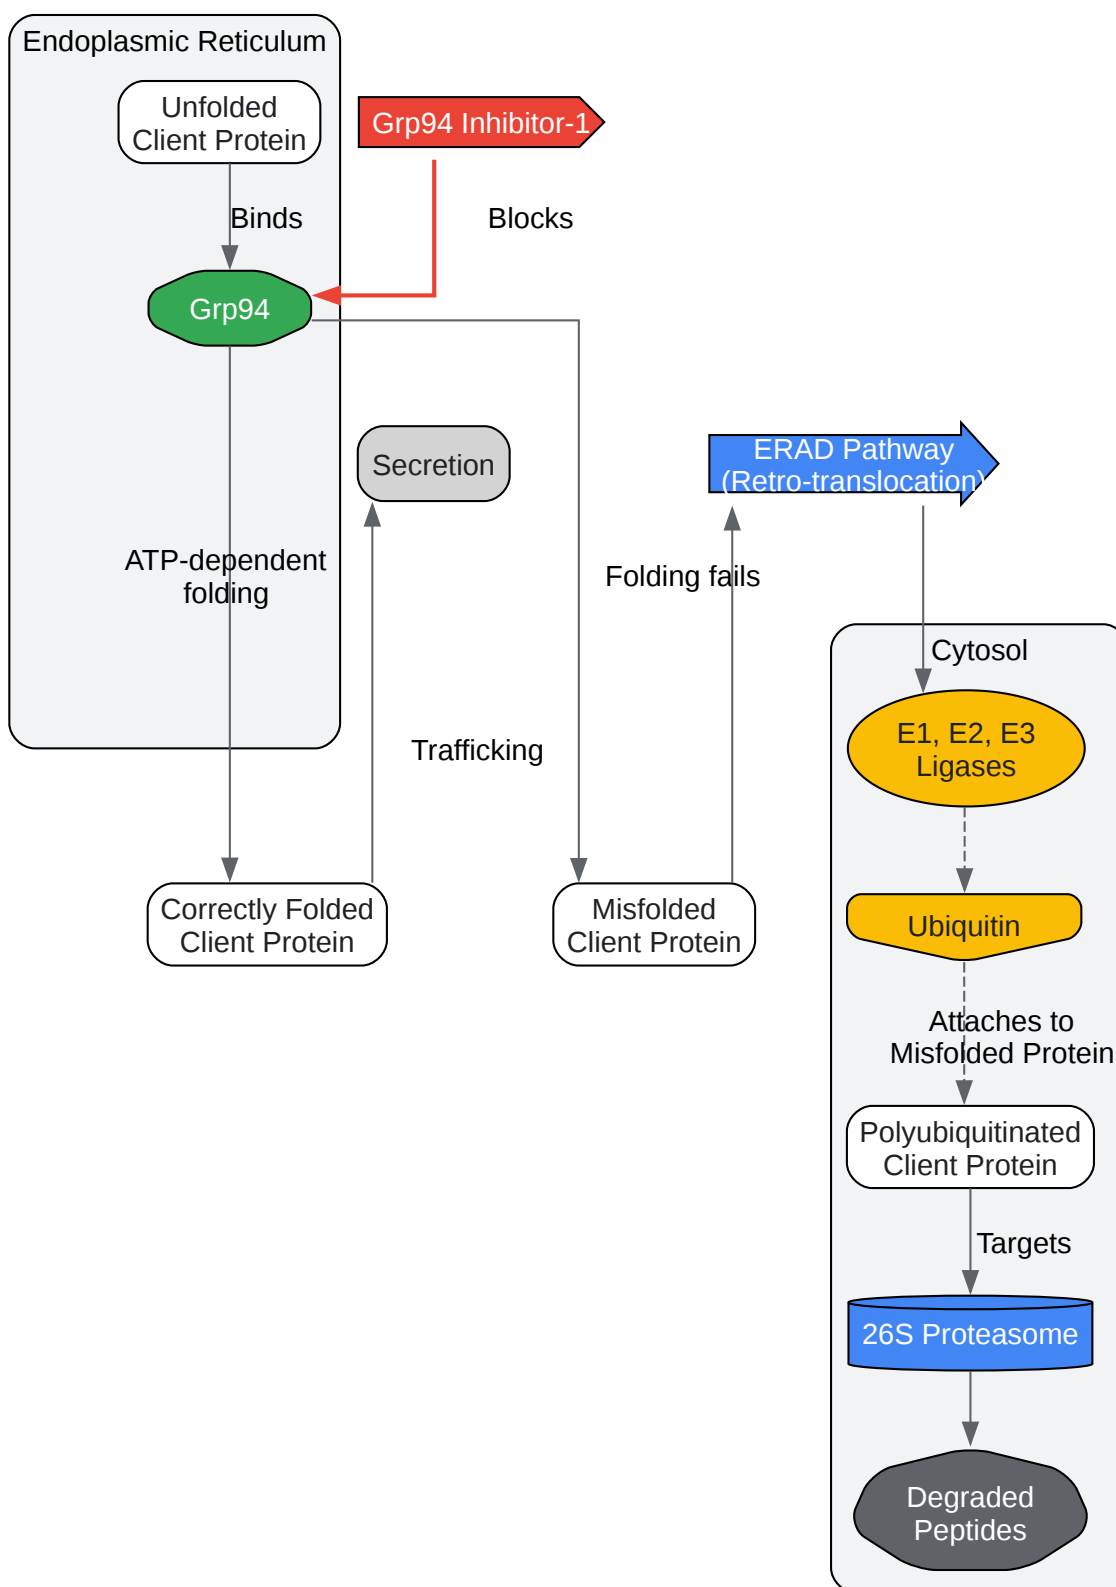 Endoplasmic Reticulum
Unfolded
Client Protein
Grp94 Inhibitor-1
Binds
Blocks
Grp94
Secretion
ERAD Pathway
(Retro-translocation)
ATP-dependent
folding
Folding fails
Cytosol
E1, E2, E3
Ligases
Trafficking
Correctly Folded
Client Protein
Misfolded
Client Protein
Ubiquitin
Attaches to
Misfolded Protein
Polyubiquitinated
Client Protein
Targets
26S Proteasome
Degraded
Peptides